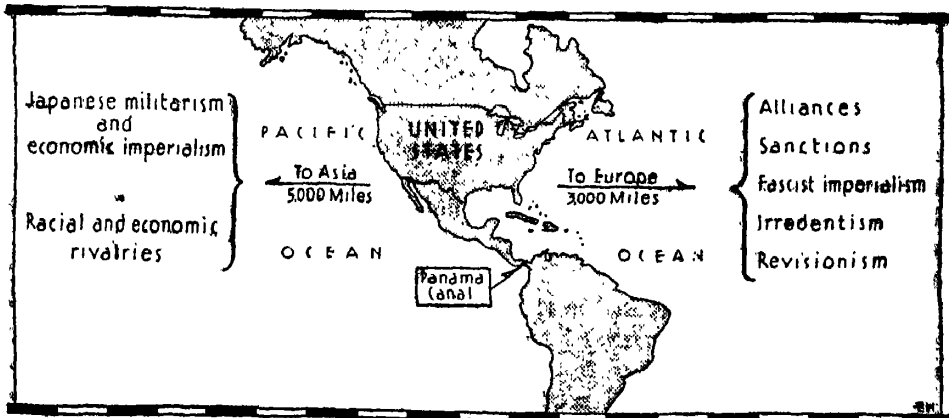 Japanese militarism
and
economic imperialism
Racial and economic
rivalries
PACIFIC
OCEAN
To Asia
5,000 Miles
UNITED
STATES
Panama
Canal
ATLANTIC
OCEAN
To Europe
3,000 Miles
Alliances
Sanctions
Fascist imperialism
Irredentism
Revisionism